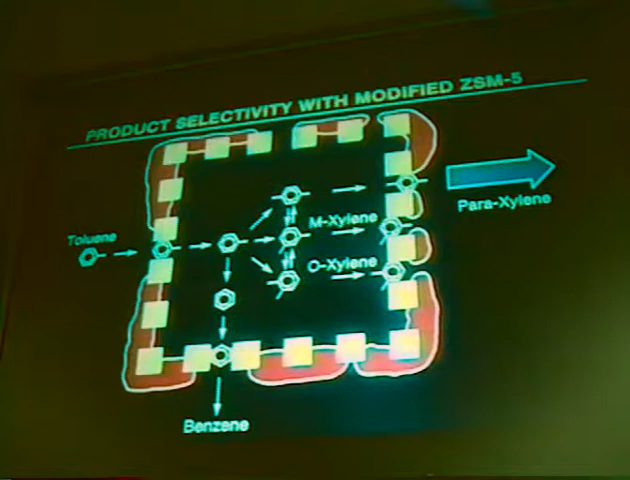 PRODUCT SELECTIVITY WITH MODIFIED ZSM-5
Toluene
M-Xylene
O-Xylene
Para-Xylene
Benzene